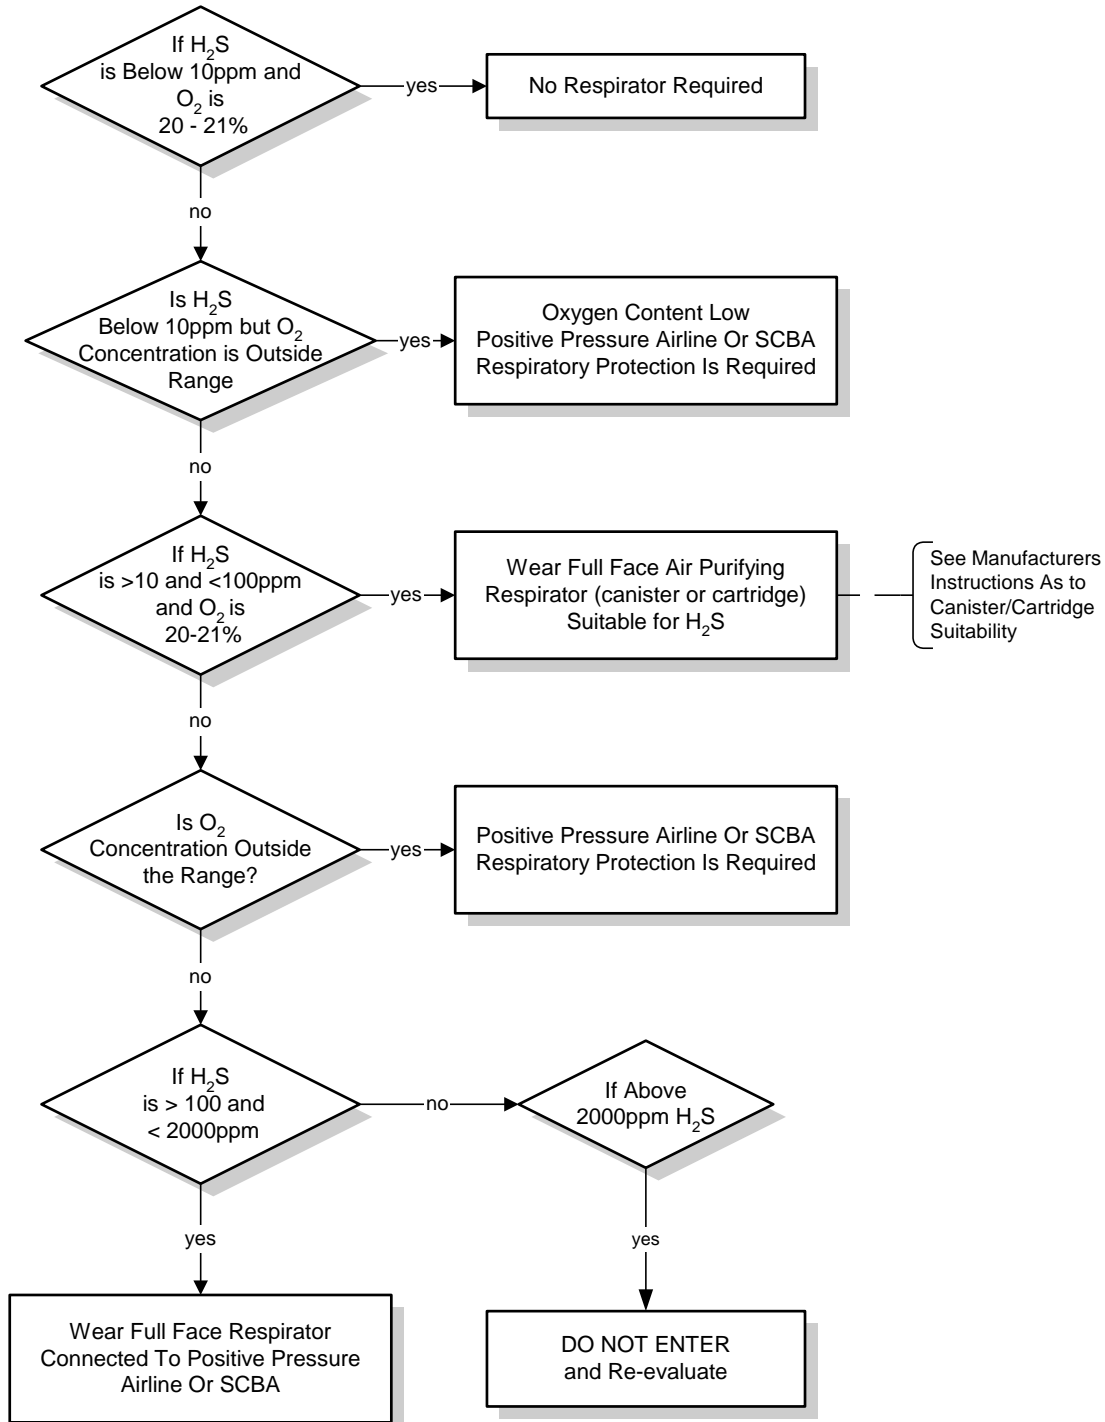 If H₂S
is Below 10ppm and
O₂ is
20 - 21%
yes
No Respirator Required
no
Is H₂S
Below 10ppm but O₂
Concentration is Outside
Range
yes
Oxygen Content Low
Positive Pressure Airline Or SCBA
Respiratory Protection Is Required
no
If H₂S
is >10 and <100ppm
and O₂ is
20-21%
yes
Wear Full Face Air Purifying
Respirator (canister or cartridge)
Suitable for H₂S
See Manufacturers
Instructions As to
Canister/Cartridge
Suitability
no
Is O₂
Concentration Outside
the Range?
yes
Positive Pressure Airline Or SCBA
Respiratory Protection Is Required
no
If H₂S
is > 100 and
< 2000ppm
no
If Above
2000ppm H₂S
yes
yes
Wear Full Face Respirator
Connected To Positive Pressure
Airline Or SCBA
DO NOT ENTER
and Re-evaluate